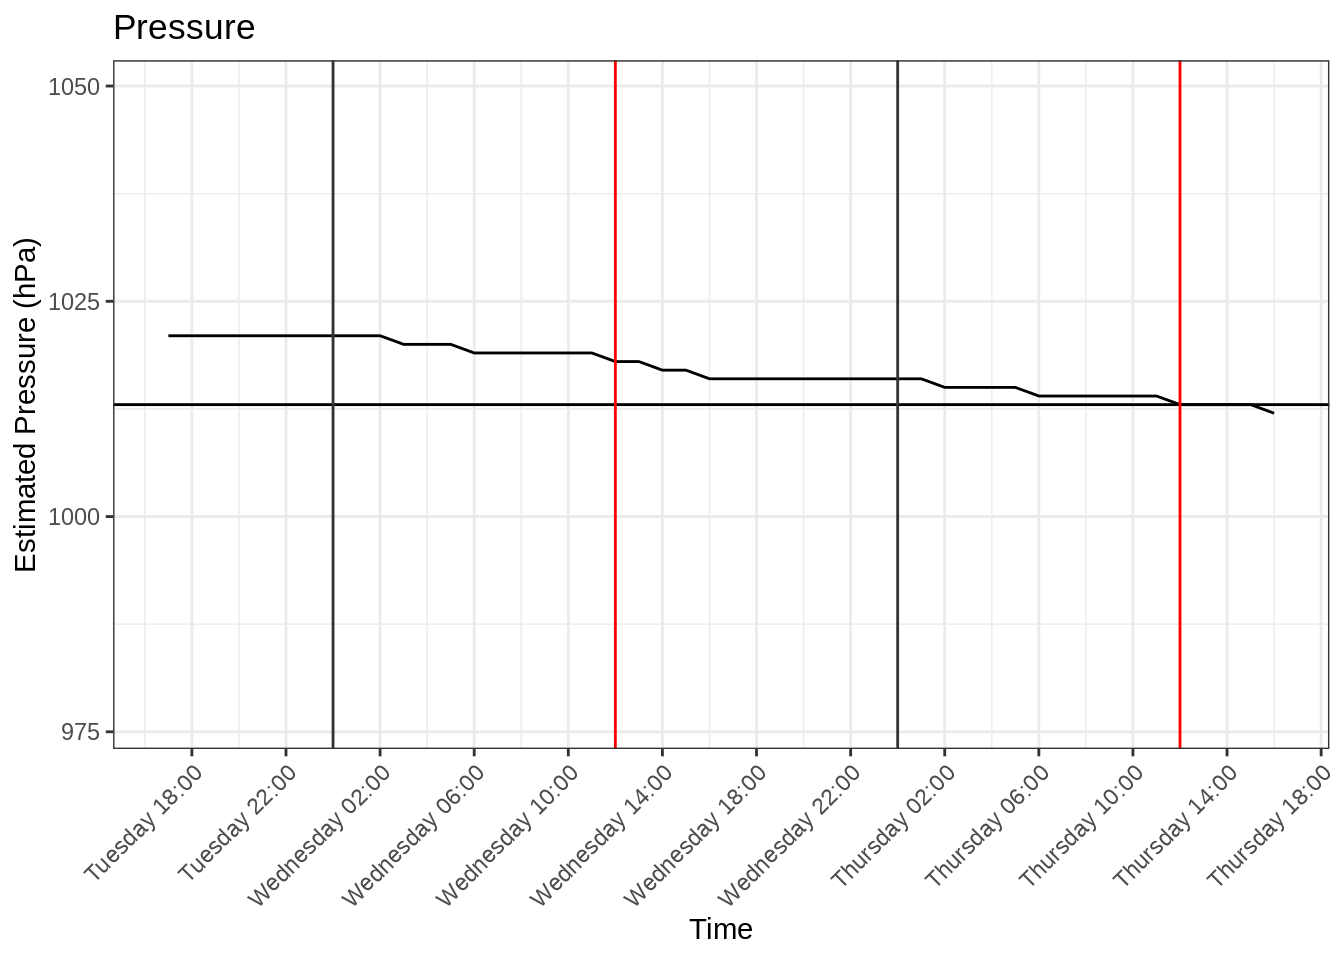 Pressure
1050
1025
1000
975
Estimated Pressure (hPa)
Tuesday 18:00
Tuesday 22:00
Wednesday 02:00
Wednesday 06:00
Wednesday 10:00
Wednesday 14:00
Wednesday 18:00
Wednesday 22:00
Thursday 02:00
Thursday 06:00
Thursday 10:00
Thursday 14:00
Thursday 18:00
Time